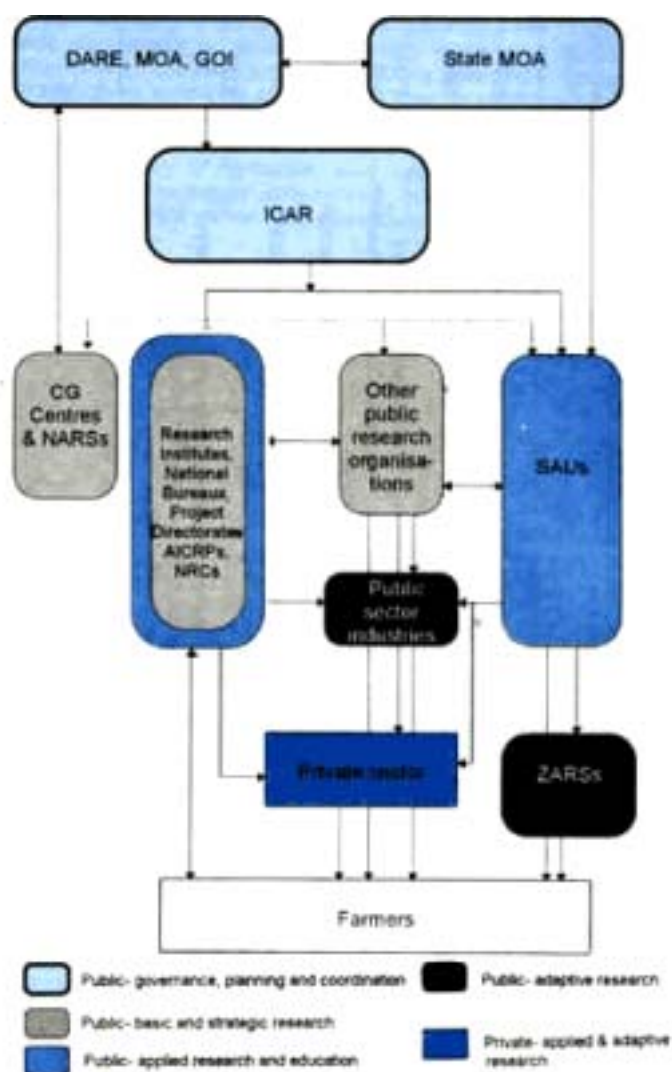 DARE, MOA, GOI
State MOA
ICAR
CG
Centres
& NARSs
Research
Institutes,
National
Bureaux,
Project
Directorates
AICRPs,
NRCs
Other
public
research
organisa-
tions
SAUs
Public
sector
industries
Private sector
ZARSs
Farmers
Public- governance, planning and coordination
Public- adaptive research
Public- basic and strategic research
Public- applied research and education
Private- applied & adaptive
research